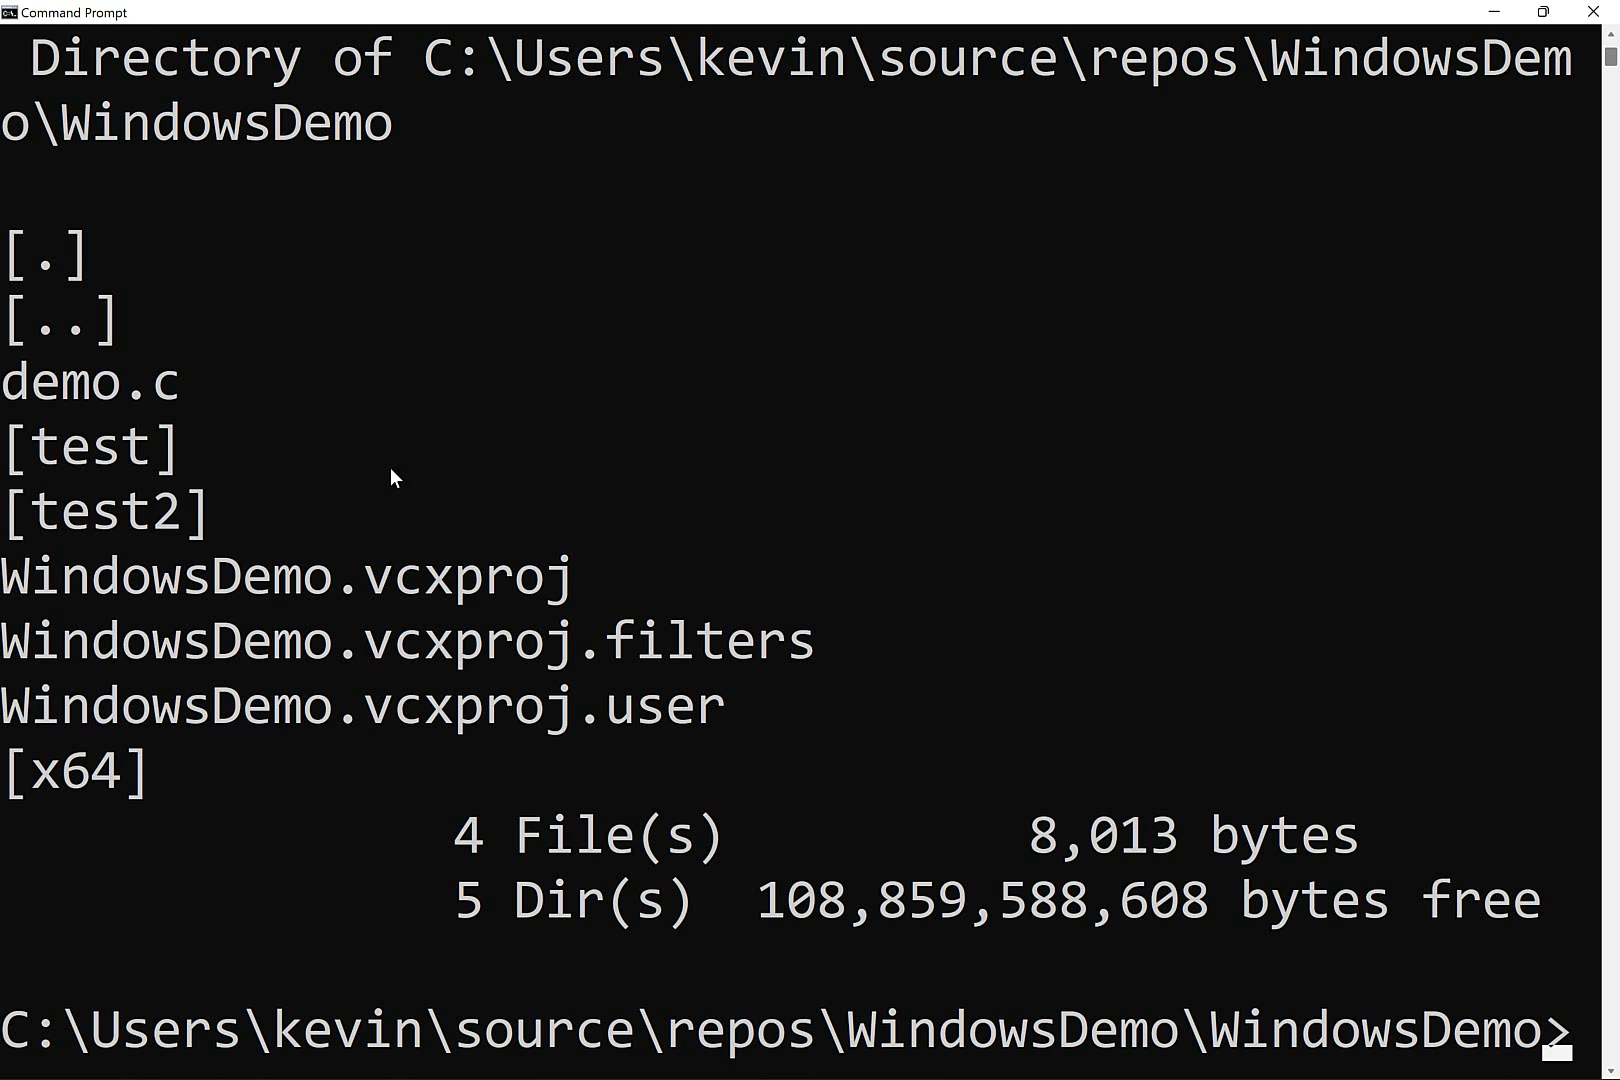 Command Prompt
Directory of C:\Users\kevin\source\repos\WindowsDem
o\WindowsDemo
[.]
[..]
demo.c
[test]
[test2]
WindowsDemo.vcxproj
WindowsDemo.vcxproj.filters
WindowsDemo.vcxproj.user
[x64]
4 File(s) 8,013 bytes
5 Dir(s) 108,859,588,608 bytes free
C:\Users\kevin\source\repos\WindowsDemo\WindowsDemo>